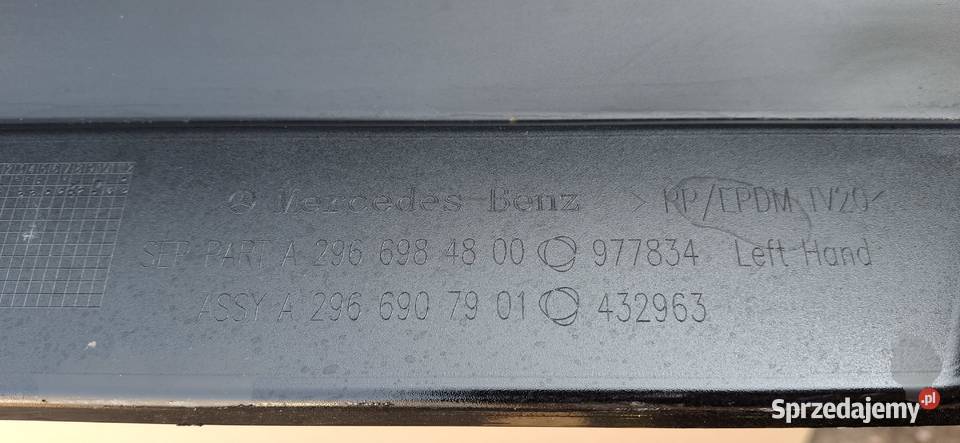 Mercedes Benz >PP/EPDM TV20<
SEP PART A 296 698 48 00 977834 Left Hand
ASSY A 296 690 79 01 432963
Sprzedajemy.pl